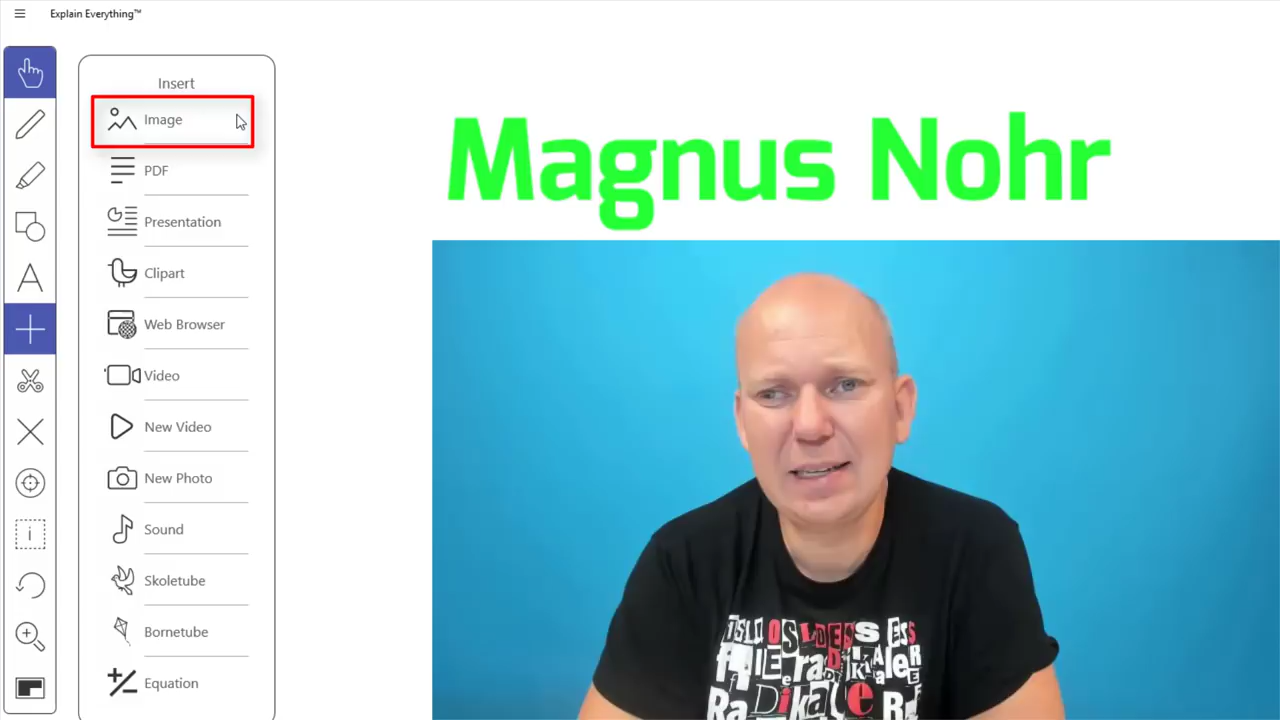 Explain Everything™
Insert
Image
PDF
Presentation
Clipart
Web Browser
Video
New Video
New Photo
Sound
Skoletube
Bornetube
Equation
Magnus Nohr